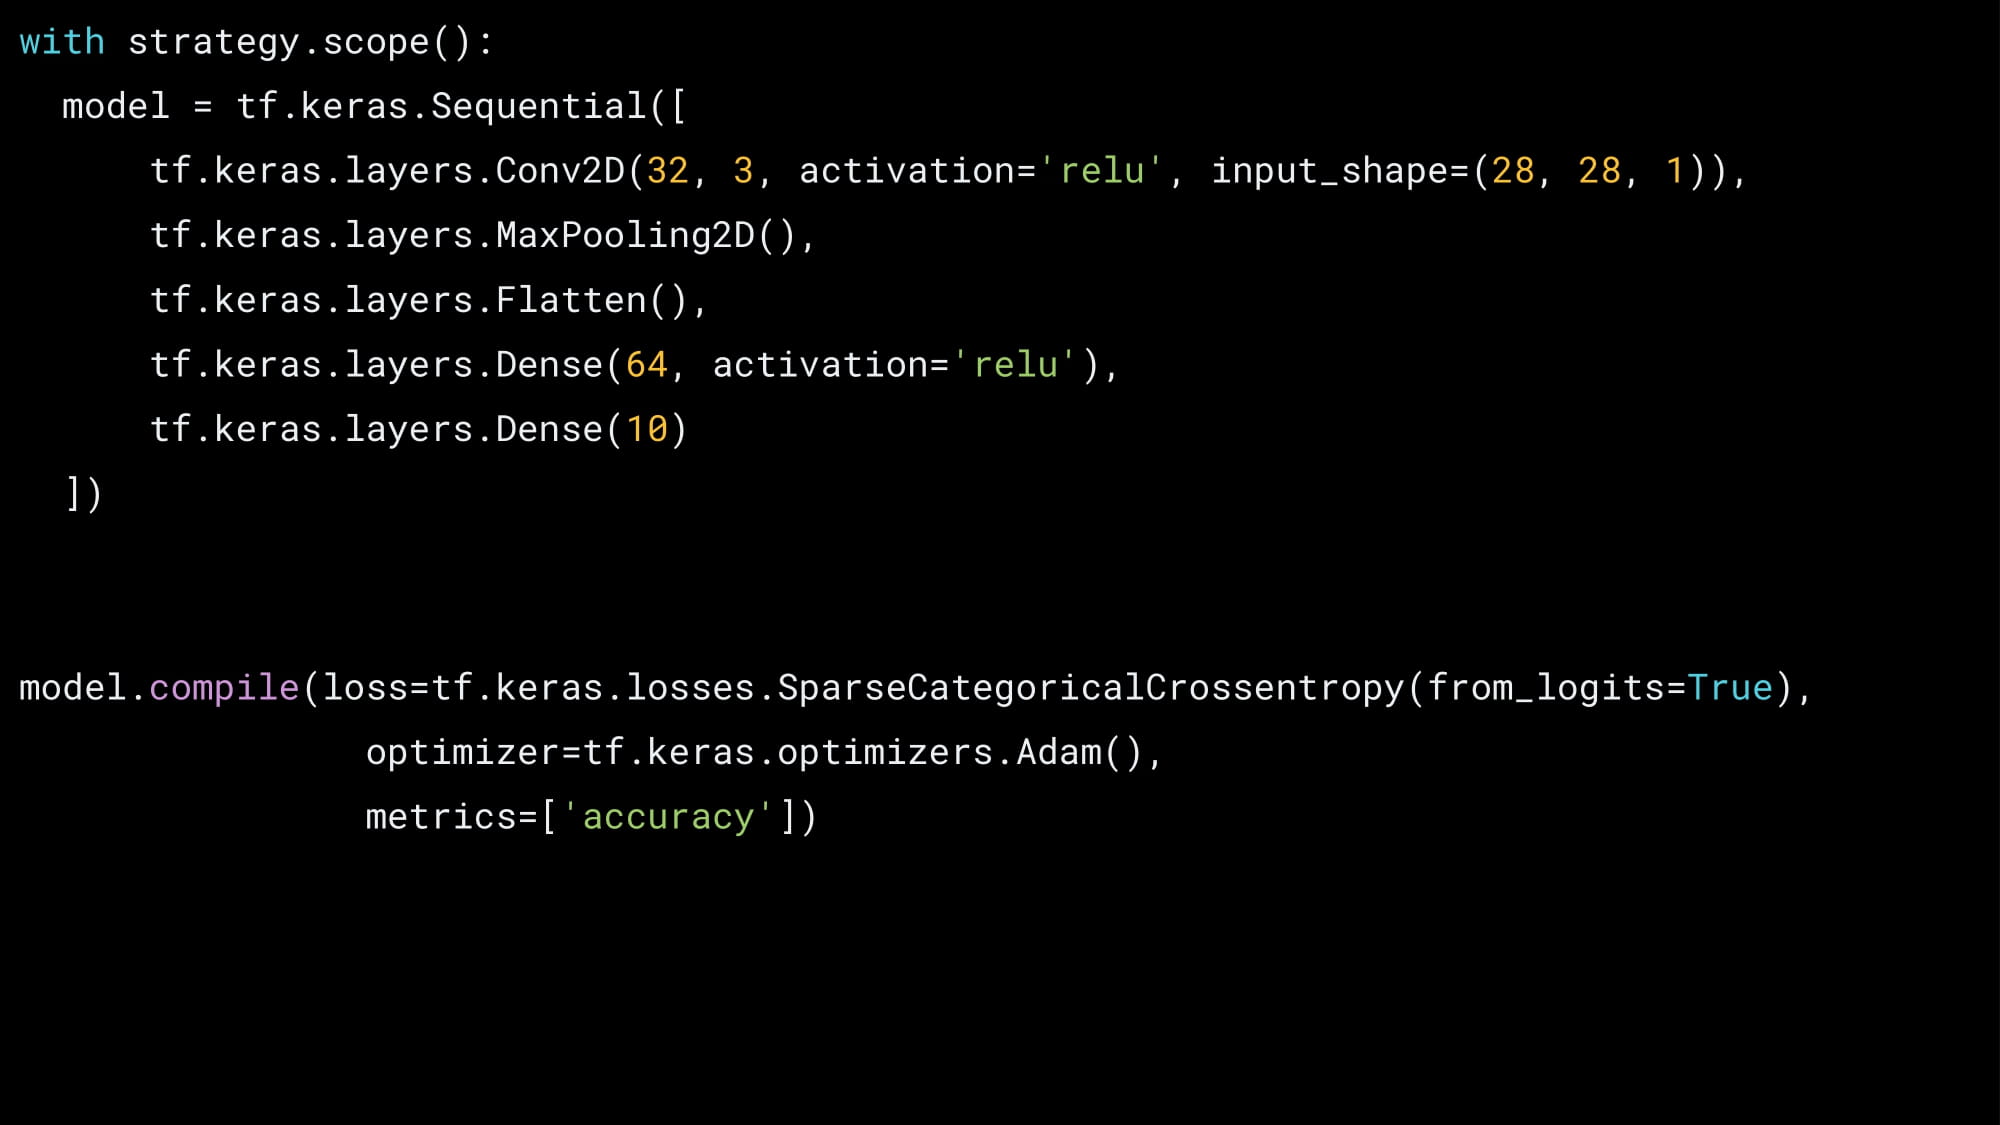 with strategy.scope():
  model = tf.keras.Sequential([
      tf.keras.layers.Conv2D(32, 3, activation='relu', input_shape=(28, 28, 1)),
      tf.keras.layers.MaxPooling2D(),
      tf.keras.layers.Flatten(),
      tf.keras.layers.Dense(64, activation='relu'),
      tf.keras.layers.Dense(10)
  ])
model.compile(loss=tf.keras.losses.SparseCategoricalCrossentropy(from_logits=True),
                optimizer=tf.keras.optimizers.Adam(),
                metrics=['accuracy'])